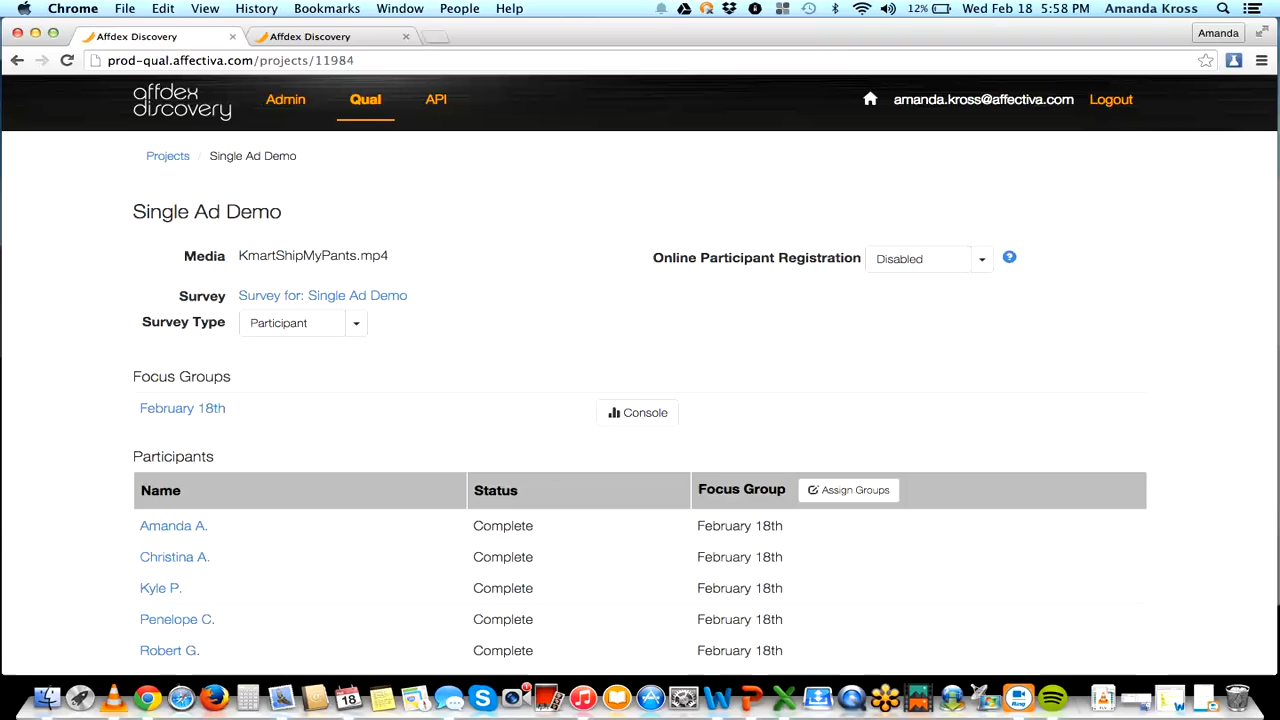 Chrome File Edit View History Bookmarks Window People Help 12% Wed Feb 18 5:58 PM Amanda Kross
Affdex Discovery Affdex Discovery Amanda
prod-qual.affectiva.com/projects/11984
affdex discovery Admin Qual API amanda.kross@affectiva.com Logout
Projects / Single Ad Demo
Single Ad Demo
Media KmartShipMyPants.mp4 Online Participant Registration Disabled ?
Survey Survey for: Single Ad Demo
Survey Type Participant
Focus Groups
February 18th Console
Participants
Name Status Focus Group Assign Groups
Amanda A. Complete February 18th
Christina A. Complete February 18th
Kyle P. Complete February 18th
Penelope C. Complete February 18th
Robert G. Complete February 18th
18